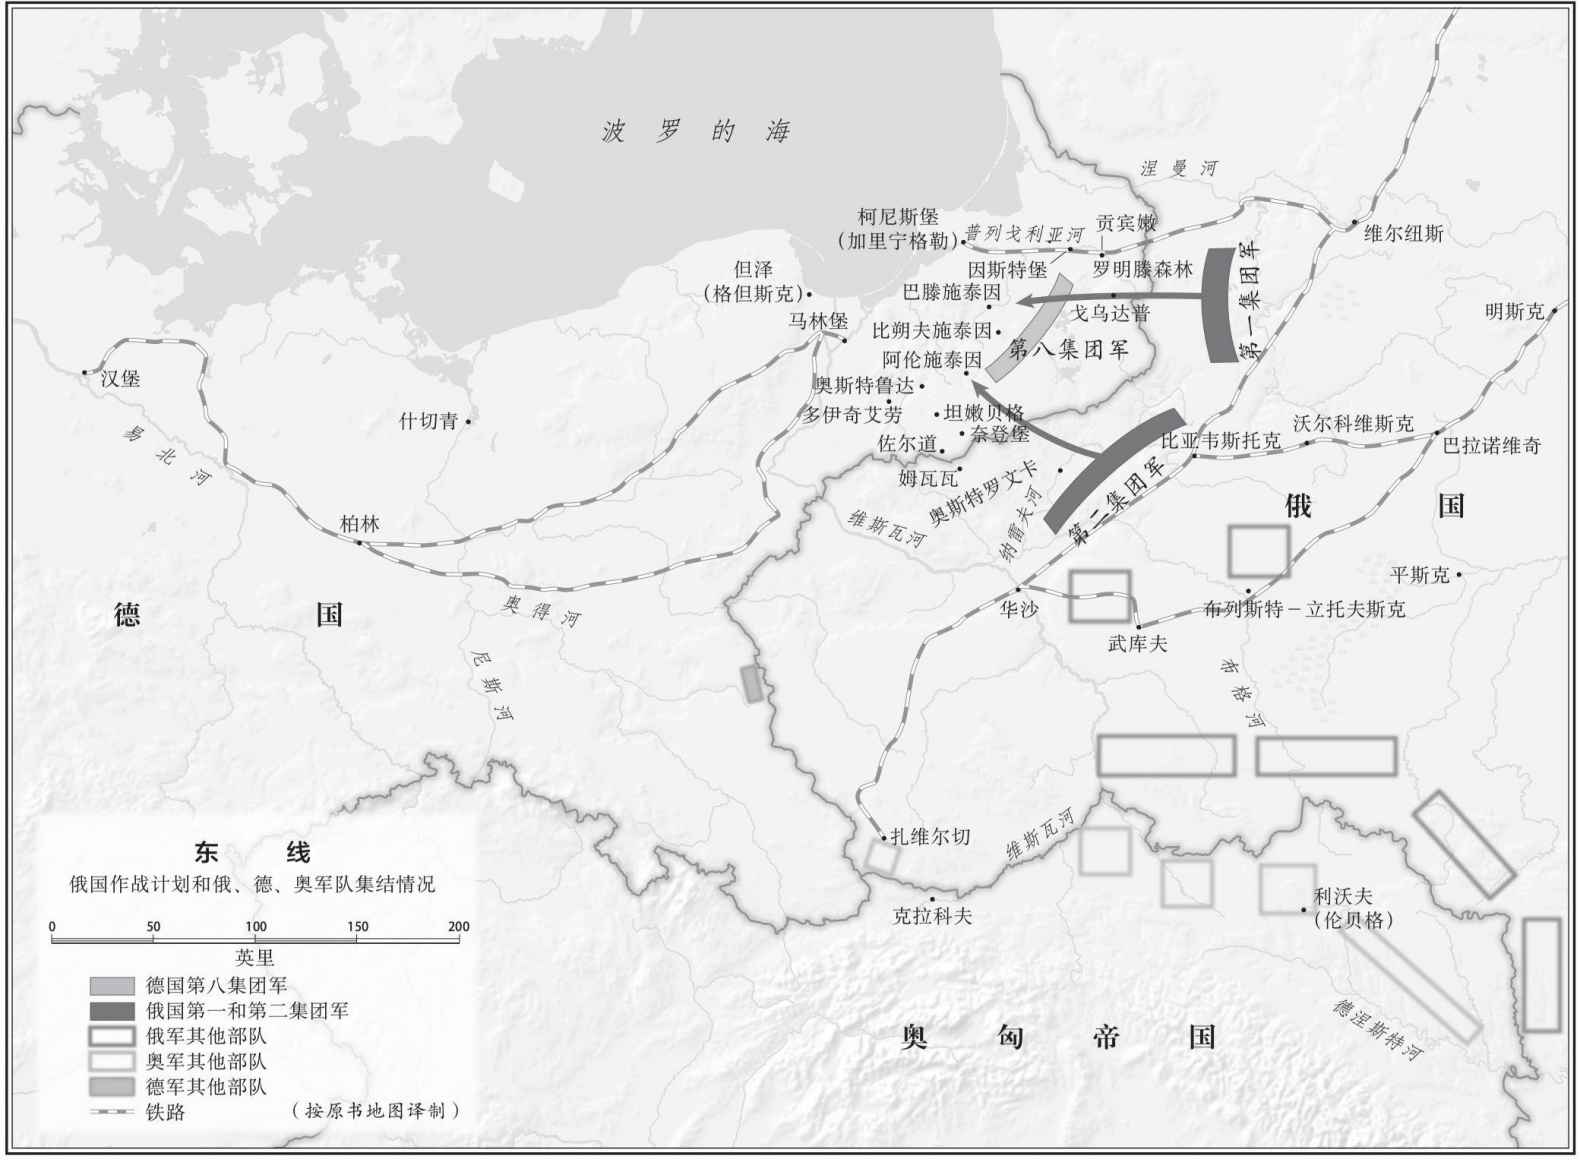 波罗的海
涅曼河
柯尼斯堡
（加里宁格勒）
普列戈利亚河
贡宾嫩
维尔纽斯
因斯特堡
罗明滕森林
但泽
（格但斯克）
巴滕施泰因
戈乌达普
第一集团军
明斯克
马林堡
比朔夫施泰因
第八集团军
阿伦施泰因
汉堡
奥斯特鲁达
多伊奇艾劳
坦嫩贝格
什切青
奈登堡
佐尔道
比亚韦斯托克
沃尔科维斯克
巴拉诺维奇
易北河
姆瓦瓦
奥斯特罗文卡
第二集团军
俄国
柏林
维斯瓦河
纳雷夫河
平斯克
德国
奥得河
华沙
布列斯特－立托夫斯克
武库夫
尼斯河
布格河
扎维尔切
维斯瓦河
克拉科夫
利沃夫
（伦贝格）
德涅斯特河
奥匈帝国
东线
俄国作战计划和俄、德、奥军队集结情况
0 50 100 150 200
英里
德国第八集团军
俄国第一和第二集团军
俄军其他部队
奥军其他部队
德军其他部队
铁路
（按原书地图译制）